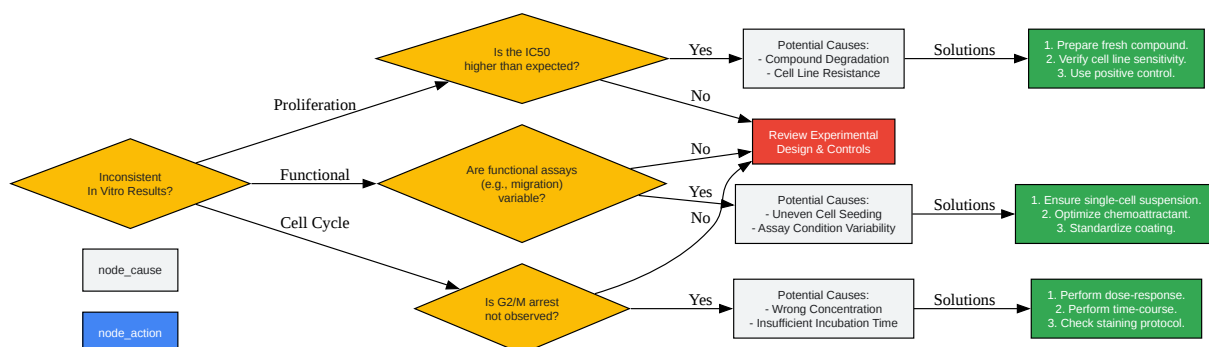 Is the IC50
higher than expected?
Yes
Potential Causes:
- Compound Degradation
- Cell Line Resistance
Solutions
1. Prepare fresh compound.
2. Verify cell line sensitivity.
3. Use positive control.
Proliferation
No
Review Experimental
Design & Controls
Inconsistent
In Vitro Results?
Functional
Are functional assays
(e.g., migration)
variable?
No
Yes
Potential Causes:
- Uneven Cell Seeding
- Assay Condition Variability
Solutions
1. Ensure single-cell suspension.
2. Optimize chemoattractant.
3. Standardize coating.
Cell Cycle
No
Is G2/M arrest
not observed?
Yes
Potential Causes:
- Wrong Concentration
- Insufficient Incubation Time
Solutions
1. Perform dose-response.
2. Perform time-course.
3. Check staining protocol.
node_cause
node_action